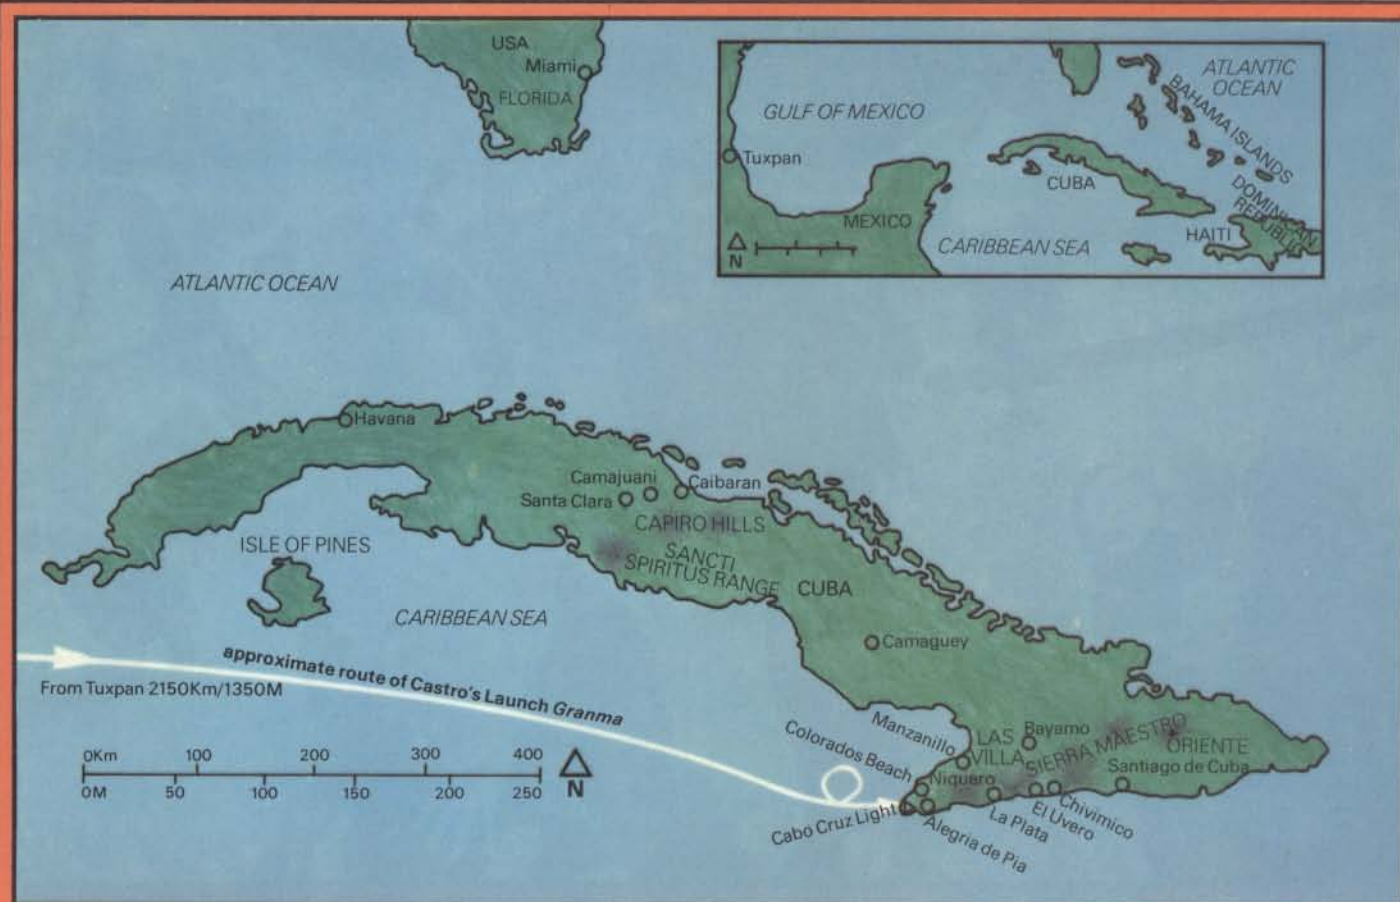 USA
Miami
FLORIDA
ATLANTIC OCEAN
GULF OF MEXICO
ATLANTIC
OCEAN
BAHAMA ISLANDS
Tuxpan
CUBA
DOMINICAN
REPUBLIC
MEXICO
HAITI
CARIBBEAN SEA
N
Havana
Camajuani
Caibaran
Santa Clara
CAPIRO HILLS
SANCTI
SPIRITUS RANGE
CUBA
ISLE OF PINES
CARIBBEAN SEA
Camaguey
approximate route of Castro's Launch Granma
From Tuxpan 2150Km/1350M
0Km 100 200 300 400
0M 50 100 150 200 250
N
Manzanillo
Colorados Beach
LAS
VILLA
Bayamo
SIERRA MAESTRO
ORIENTE
Niquero
Santiago de Cuba
Cabo Cruz Light
Alegria de Pia
La Plata
El Uvero
Chivimico